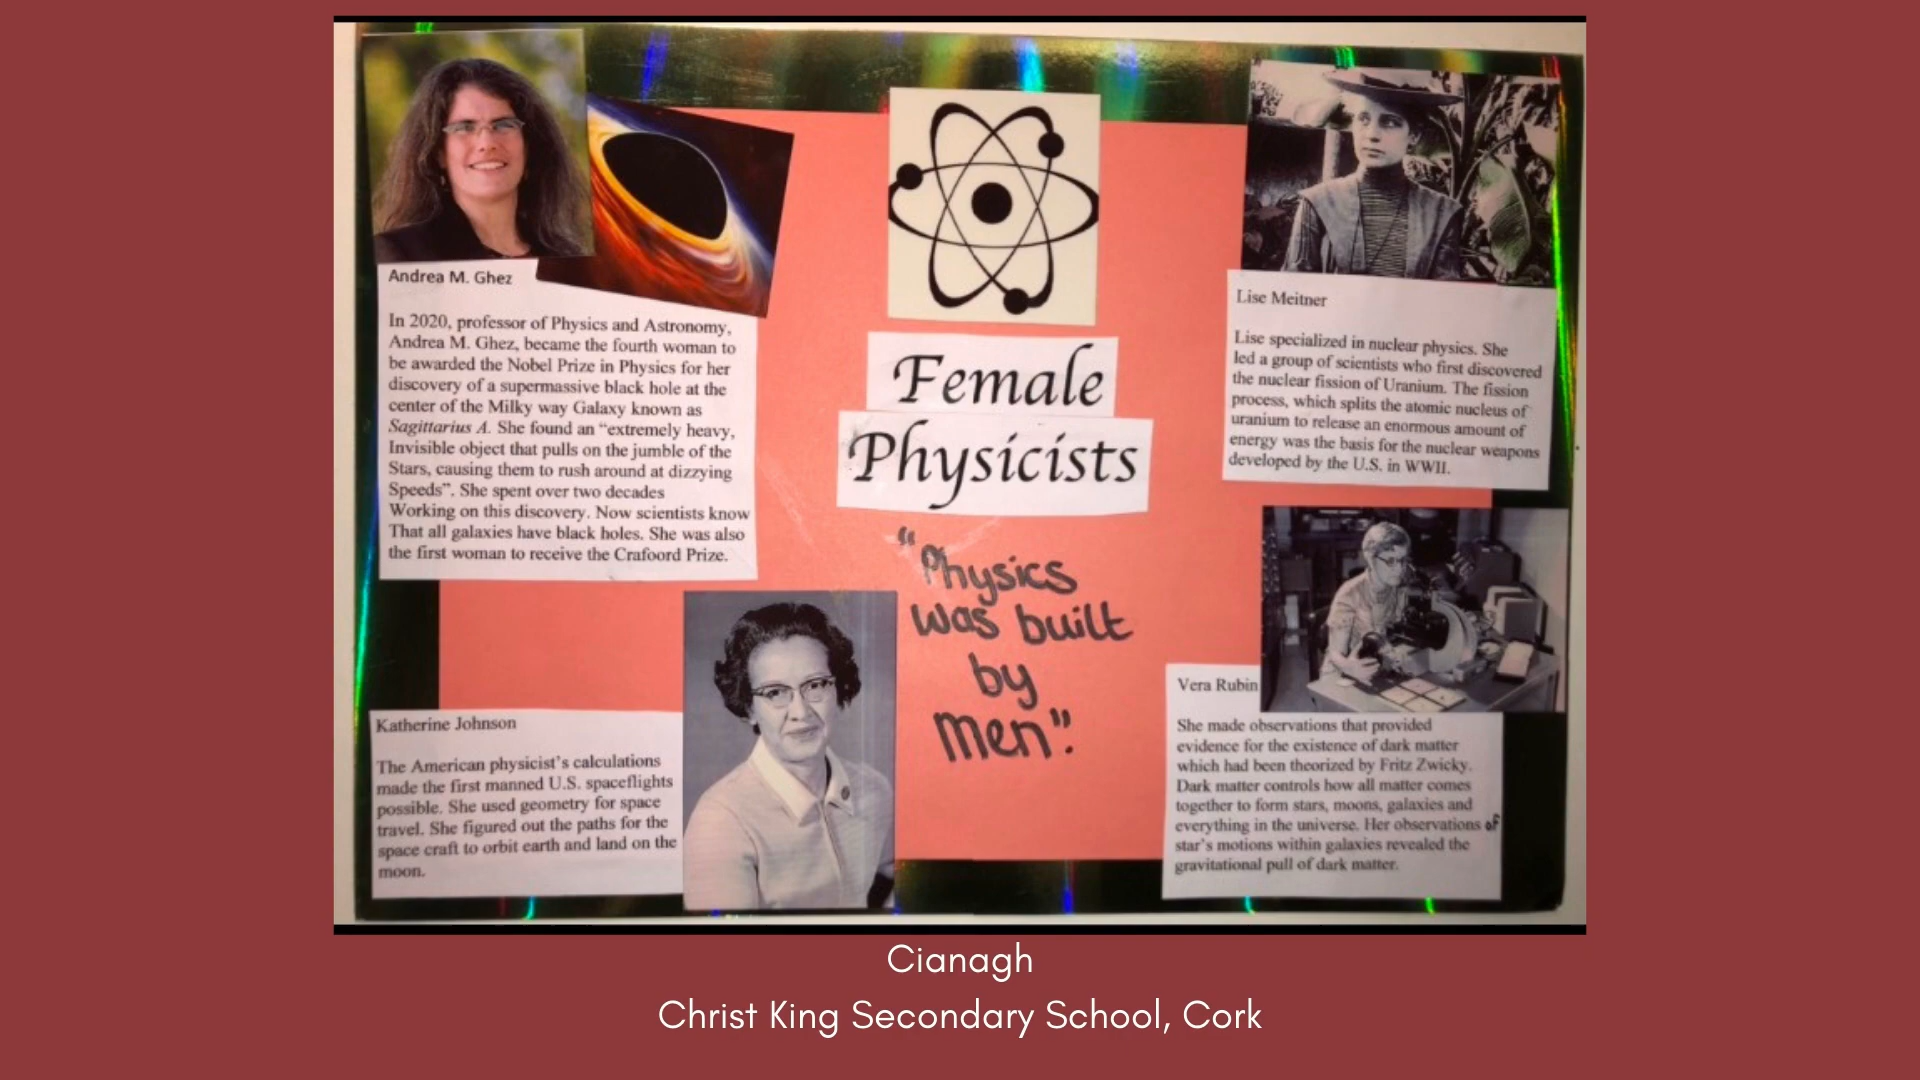 Andrea M. Ghez
In 2020, professor of Physics and Astronomy,
Andrea M. Ghez, became the fourth woman to
be awarded the Nobel Prize in Physics for her
discovery of a supermassive black hole at the
center of the Milky way Galaxy known as
Sagittarius A. She found an “extremely heavy,
Invisible object that pulls on the jumble of the
Stars, causing them to rush around at dizzying
Speeds”. She spent over two decades
Working on this discovery. Now scientists know
That all galaxies have black holes. She was also
the first woman to receive the Crafoord Prize.
Female
Physicists
“Physics
was built
by
Men”.
Lise Meitner
Lise specialized in nuclear physics. She
led a group of scientists who first discovered
the nuclear fission of Uranium. The fission
process, which splits the atomic nucleus of
uranium to release an enormous amount of
energy was the basis for the nuclear weapons
developed by the U.S. in WWII.
Katherine Johnson
The American physicist’s calculations
made the first manned U.S. spaceflights
possible. She used geometry for space
travel. She figured out the paths for the
space craft to orbit earth and land on the
moon.
Vera Rubin
She made observations that provided
evidence for the existence of dark matter
which had been theorized by Fritz Zwicky.
Dark matter controls how all matter comes
together to form stars, moons, galaxies and
everything in the universe. Her observations of
star’s motions within galaxies revealed the
gravitational pull of dark matter.
Cianagh
Christ King Secondary School, Cork